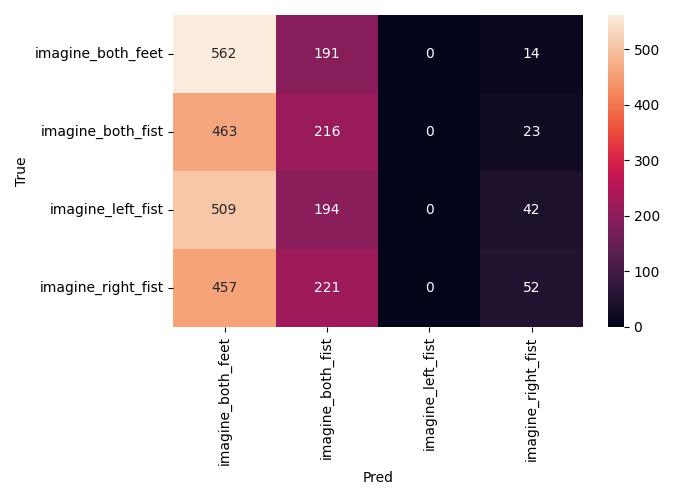 imagine_both_feet 562 191 0 14
imagine_both_fist 463 216 0 23
imagine_left_fist 509 194 0 42
imagine_right_fist 457 221 0 52
True
imagine_both_feet
imagine_both_fist
imagine_left_fist
imagine_right_fist
Pred
500
400
300
200
100
0